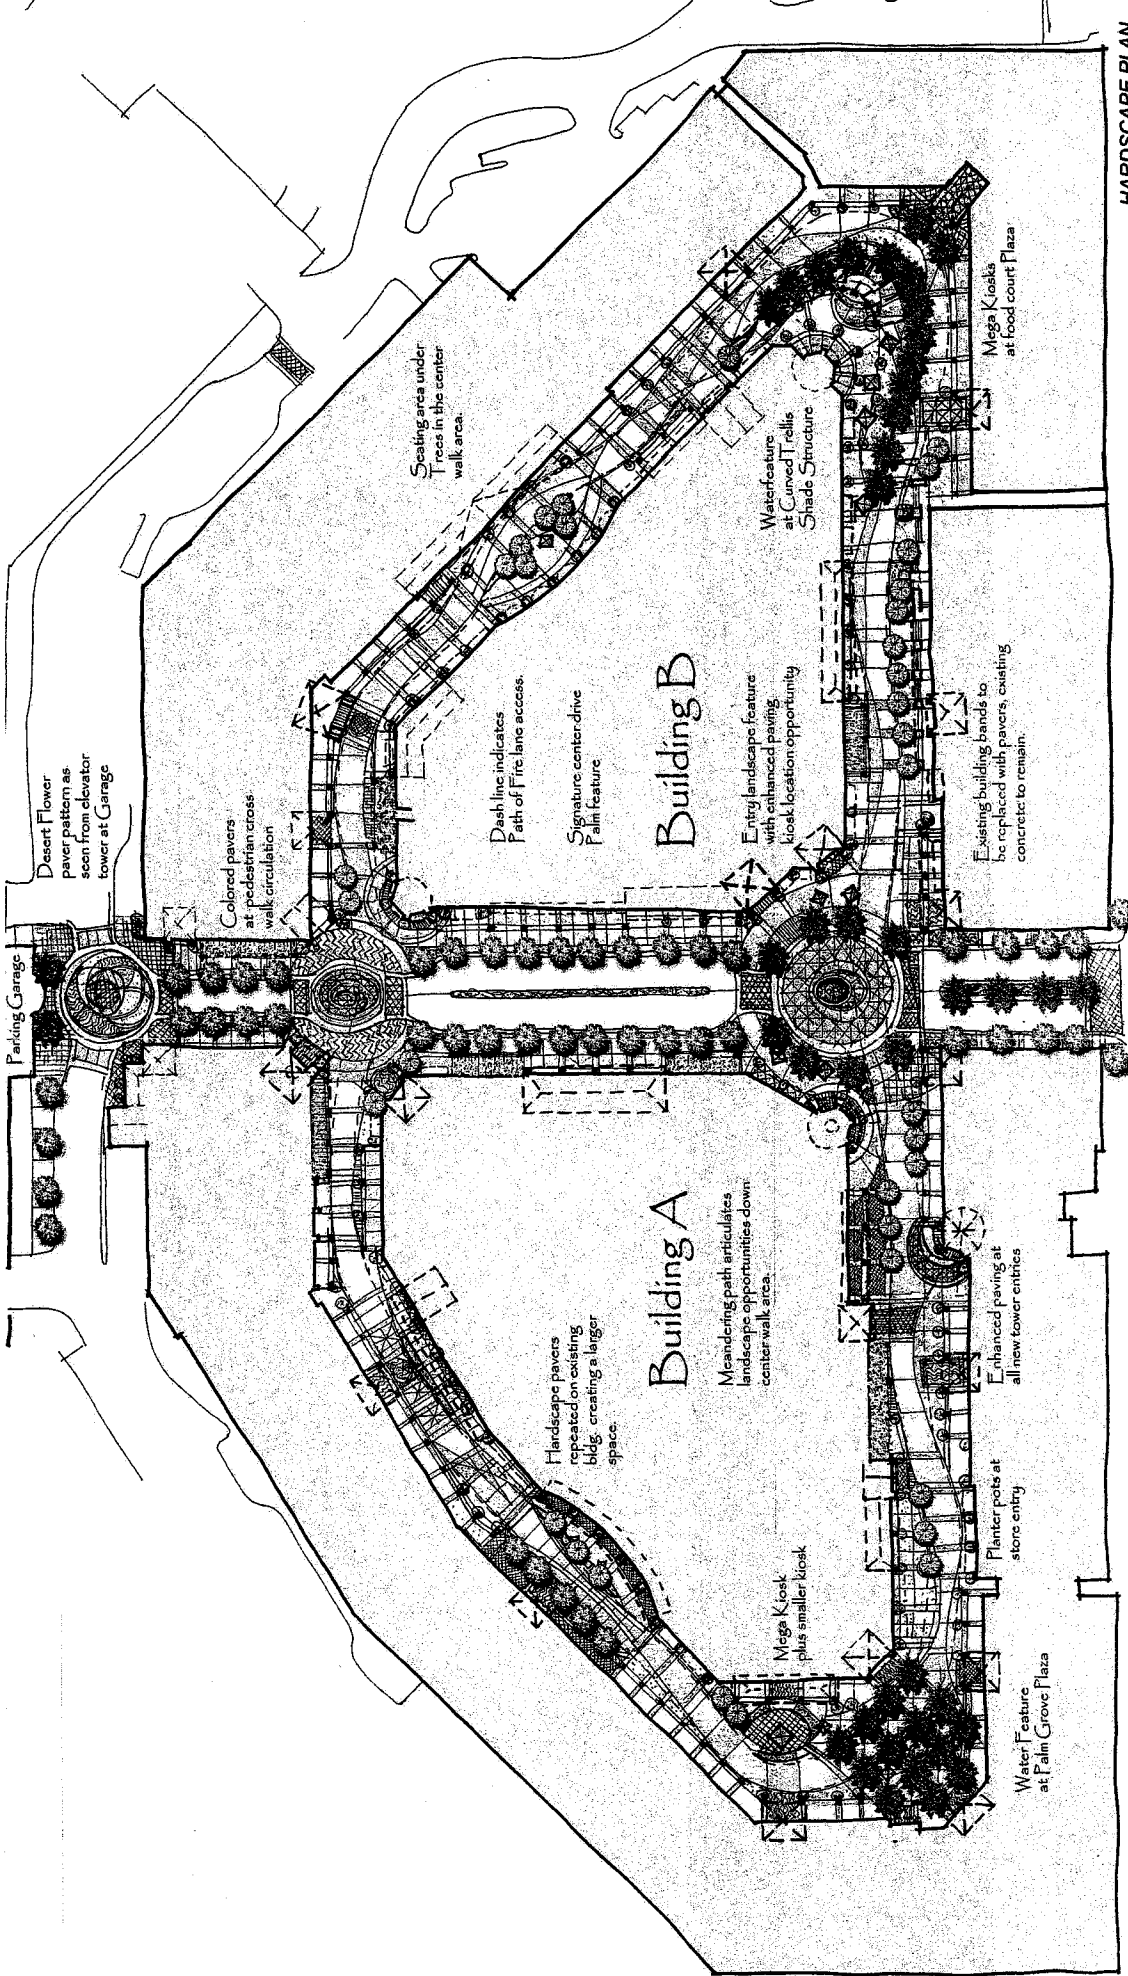 HARDSCAPE PLAN
Parking Garage
Desert Flower
paver pattern as
seen from elevator
tower at Garage
Colored pavers
at pedestrian cross
walk circulation
Seating area under
Trees in the center
walk area.
Dash line indicates
Path of Fire lane access.
Signature center drive
Palm feature
Building B
Waterfeature
at Curved Trellis
Shade Structure
Mega Kiosks
at food court Plaza
Entry landscape feature
with enhanced paving
kiosk location opportunity
Existing building bands to
be replaced with pavers, existing
concrete to remain.
Hardscape pavers
repeated on existing
bldg. creating a larger
space.
Building A
Meandering path articulates
landscape opportunities down
center walk area.
Mega Kiosk
plus smaller kiosk
Enhanced paving at
all new tower entries
Planter pots at
store entry
Water Feature
at Palm Grove Plaza